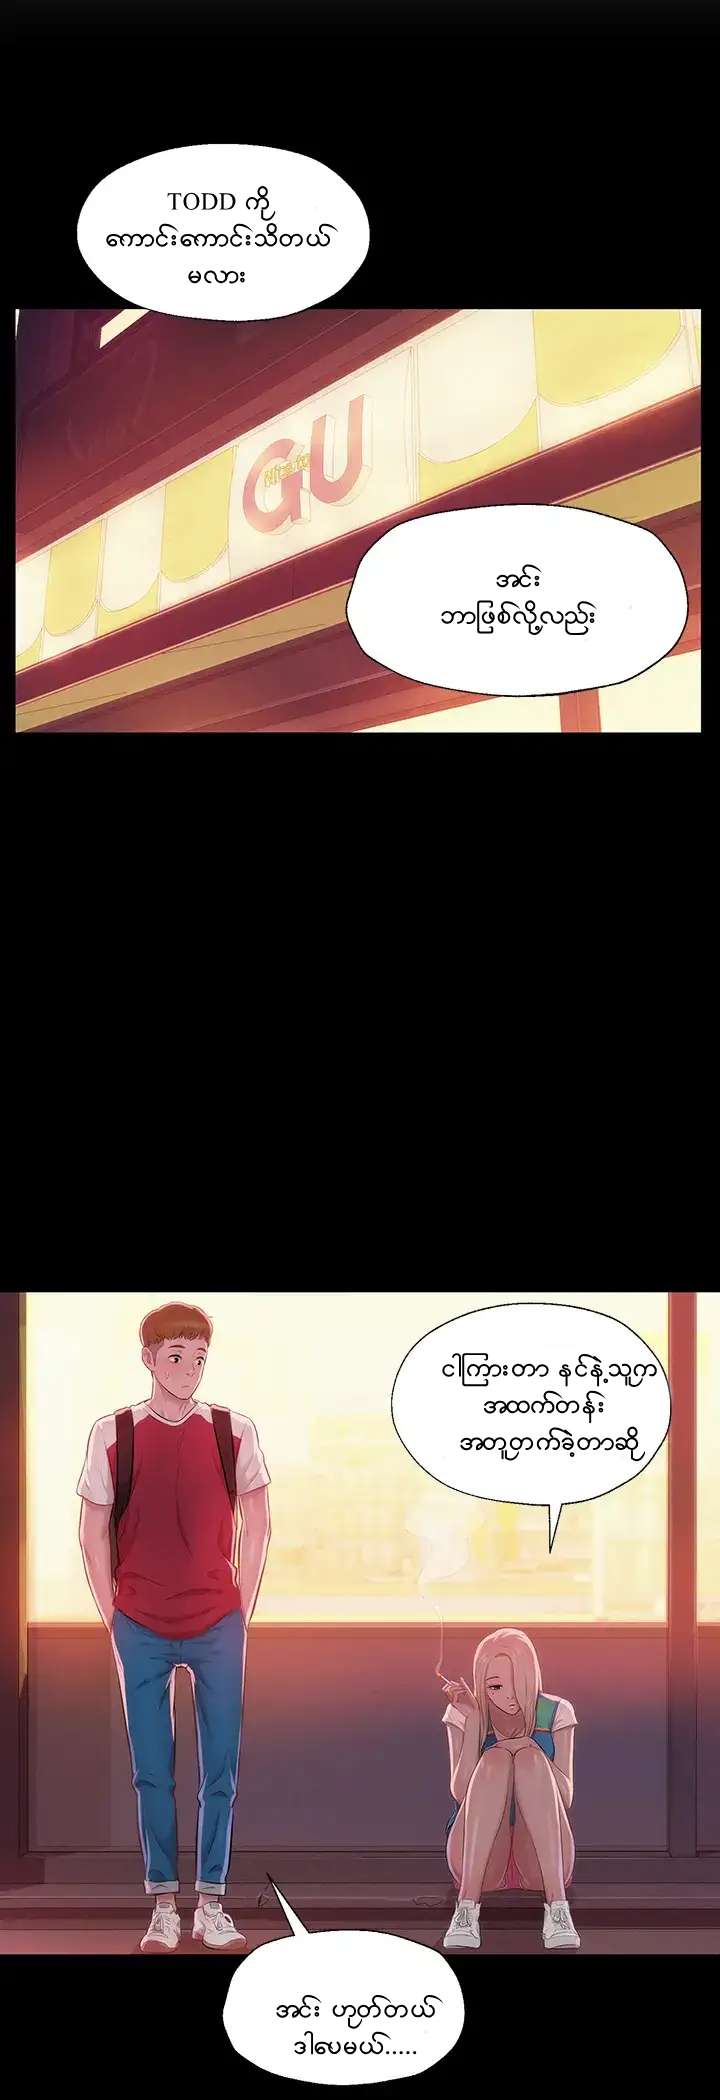 TODD ကို
ကောင်းကောင်းသိတယ်
မလား
GU
အင်း
ဘာဖြစ်လို့လည်း
ငါကြားတာ နင်နဲ့သူက
အထက်တန်း
အတူတက်ခဲ့တာဆို
အင်း ဟုတ်တယ်
ဒါပေမယ်.....